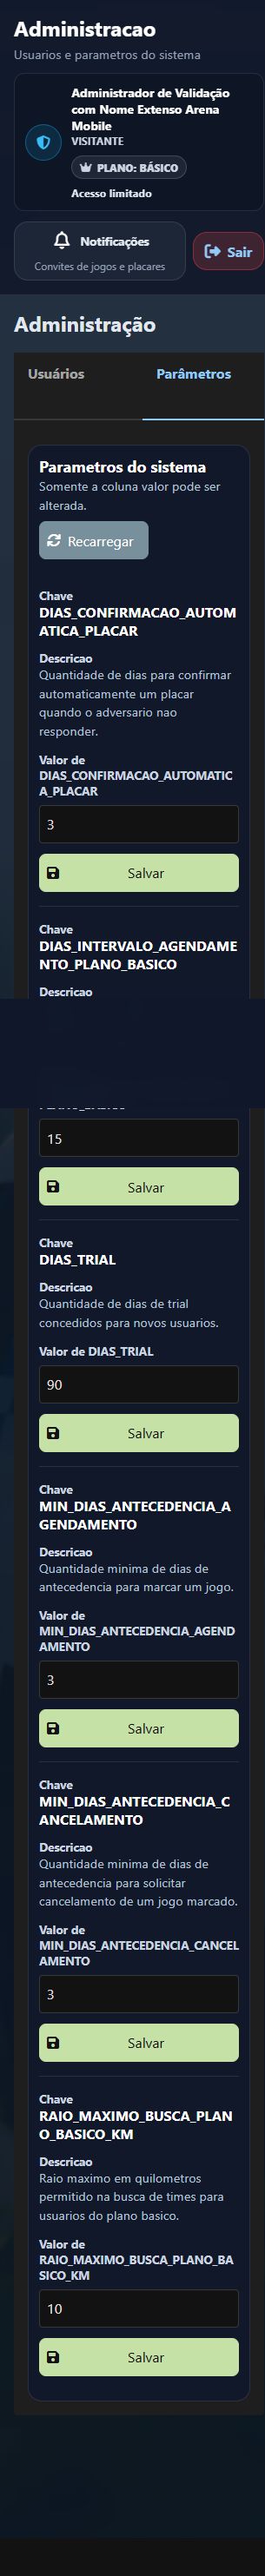 Administracao
Usuarios e parametros do sistema
Administrador de Validação
com Nome Extenso Arena
Mobile
VISITANTE
PLANO: BÁSICO
Acesso limitado
Notificações
Convites de jogos e placares
Sair
Administração
Usuários
Parâmetros
Parametros do sistema
Somente a coluna valor pode ser
alterada.
Recarregar
Chave
DIAS_CONFIRMACAO_AUTOM
ATICA_PLACAR
Descricao
Quantidade de dias para confirmar
automaticamente um placar
quando o adversario nao
responder.
Valor de
DIAS_CONFIRMACAO_AUTOMATIC
A_PLACAR
3
Salvar
Chave
DIAS_INTERVALO_AGENDAME
NTO_PLANO_BASICO
Descricao
15
Salvar
Chave
DIAS_TRIAL
Descricao
Quantidade de dias de trial
concedidos para novos usuarios.
Valor de DIAS_TRIAL
90
Salvar
Chave
MIN_DIAS_ANTECEDENCIA_A
GENDAMENTO
Descricao
Quantidade minima de dias de
antecedencia para marcar um jogo.
Valor de
MIN_DIAS_ANTECEDENCIA_AGEND
AMENTO
3
Salvar
Chave
MIN_DIAS_ANTECEDENCIA_C
ANCELAMENTO
Descricao
Quantidade minima de dias de
antecedencia para solicitar
cancelamento de um jogo marcado.
Valor de
MIN_DIAS_ANTECEDENCIA_CANCEL
AMENTO
3
Salvar
Chave
RAIO_MAXIMO_BUSCA_PLAN
O_BASICO_KM
Descricao
Raio maximo em quilometros
permitido na busca de times para
usuarios do plano basico.
Valor de
RAIO_MAXIMO_BUSCA_PLANO_BA
SICO_KM
10
Salvar